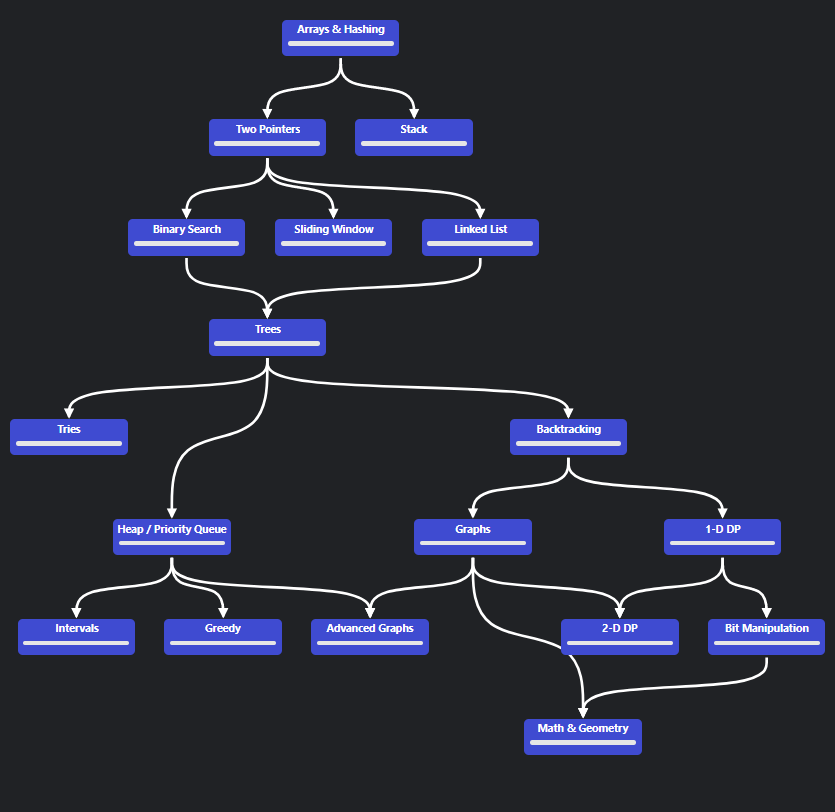 Arrays & Hashing
Two Pointers
Stack
Binary Search
Sliding Window
Linked List
Trees
Tries
Backtracking
Heap / Priority Queue
Graphs
1-D DP
Intervals
Greedy
Advanced Graphs
2-D DP
Bit Manipulation
Math & Geometry